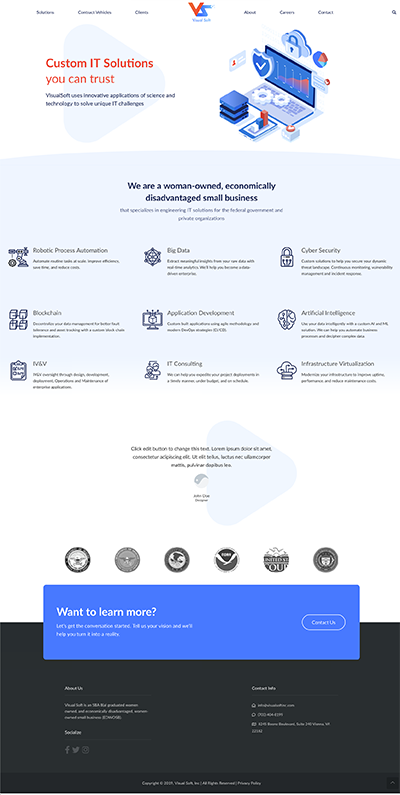 Solutions
Contract Vehicles
Clients
VS
Visual Soft
About
Careers
Contact
Custom IT Solutions
you can trust
VisualSoft uses innovative applications of science and
technology to solve unique IT challenges
We are a woman-owned, economically
disadvantaged small business
that specializes in engineering IT solutions for the federal government and
private organizations
Robotic Process Automation
Automate routine tasks at scale. Improve efficiency,
save time, and reduce costs.
Big Data
Extract meaningful insights from your raw data with
real-time analytics. We'll help you become a data
driven enterprise.
Cyber Security
Custom solutions to help you secure your dynamic
threat landscape. Continuous monitoring, vulnerability
management and incident response.
Blockchain
Decentralize your data management for better fault
tolerance and asset tracking with a custom block chain
implementation.
Application Development
Custom built applications using agile methodology and
modern DevOps strategies (CI/CD).
Artificial Intelligence
Use your data intelligently with a custom AI and ML
solution. We can help you automate business
processes and decipher complex data.
IV&V
IV&V oversight through design, development,
deployment, Operations and Maintenance of
enterprise applications.
IT Consulting
We can help you expedite your project deployments in
a timely manner, under budget, and on-schedule.
Infrastructure Virtualization
Modernize your infrastructure to improve uptime,
performance, and reduce maintenance costs.
Click edit button to change this text. Lorem ipsum dolor sit amet,
consectetur adipiscing elit. Ut elit tellus, luctus nec ullamcorper
mattis, pulvinar dapibus leo.
John Doe
Designer
Want to learn more?
Let's get the conversation started. Tell us your vision and we'll
help you turn it into a reality.
Contact Us
About Us
Visual Soft is an SBA 8(a) graduated women
owned, and economically disadvantaged, women
owned small business (EDWOSB).
Socialize
Contact Info
info@visualsoftinc.com
8245 Boone Boulevard, Suite 240 Vienna, VA
22182
Copyright © 2019, Visual Soft, Inc | All Rights Reserved | Privacy Policy